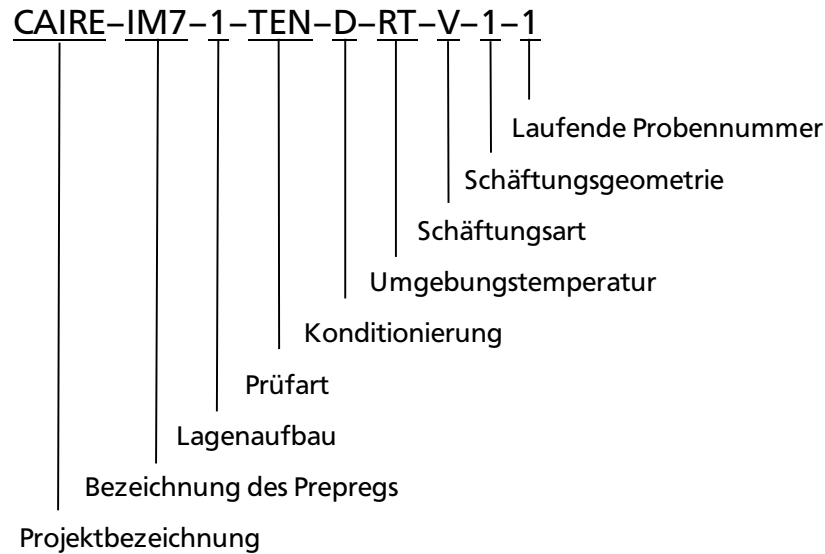 CAIRE–IM7–1–TEN–D–RT–V–1–1
Laufende Probennummer
Schäftungsgeometrie
Schäftungsart
Umgebungstemperatur
Konditionierung
Prüfart
Lagenaufbau
Bezeichnung des Prepregs
Projektbezeichnung